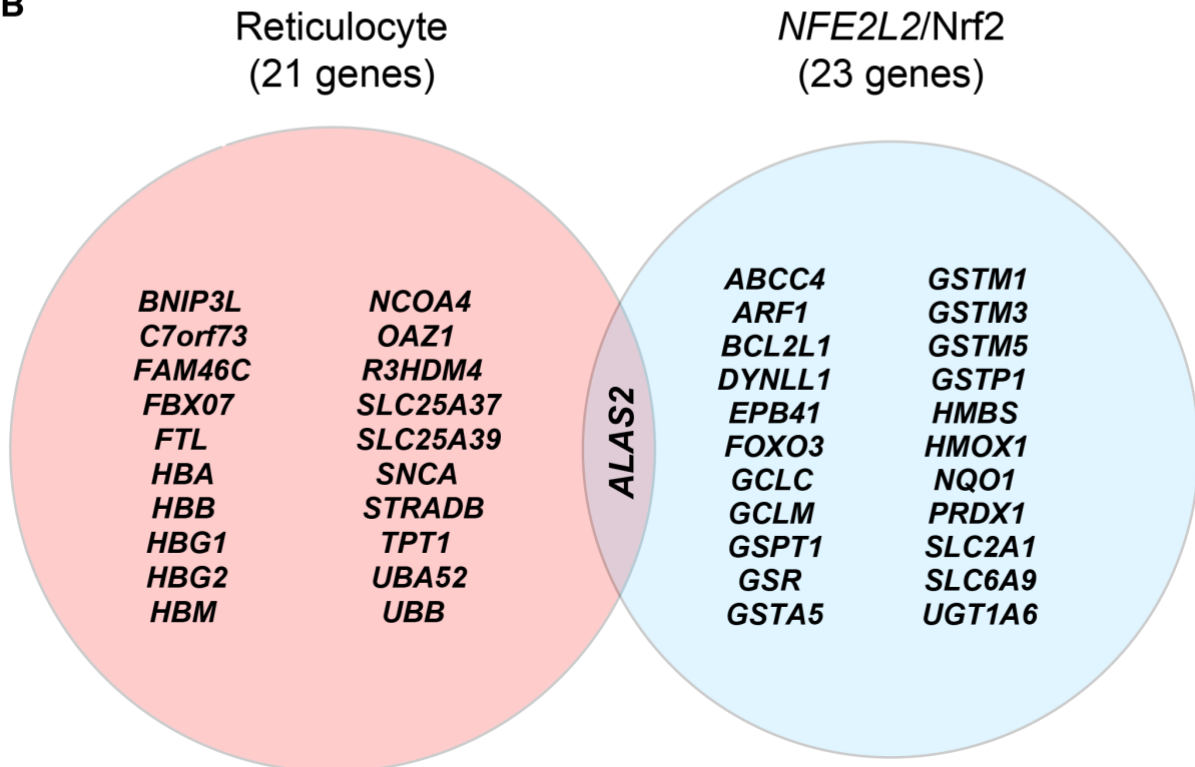 B
Reticulocyte
(21 genes)
NFE2L2/Nrf2
(23 genes)
BNIP3L
C7orf73
FAM46C
FBX07
FTL
HBA
HBB
HBG1
HBG2
HBM
NCOA4
OAZ1
R3HDM4
SLC25A37
SLC25A39
SNCA
STRADB
TPT1
UBA52
UBB
ALAS2
ABCC4
ARF1
BCL2L1
DYNLL1
EPB41
FOXO3
GCLC
GCLM
GSPT1
GSR
GSTA5
GSTM1
GSTM3
GSTM5
GSTP1
HMBS
HMOX1
NQO1
PRDX1
SLC2A1
SLC6A9
UGT1A6